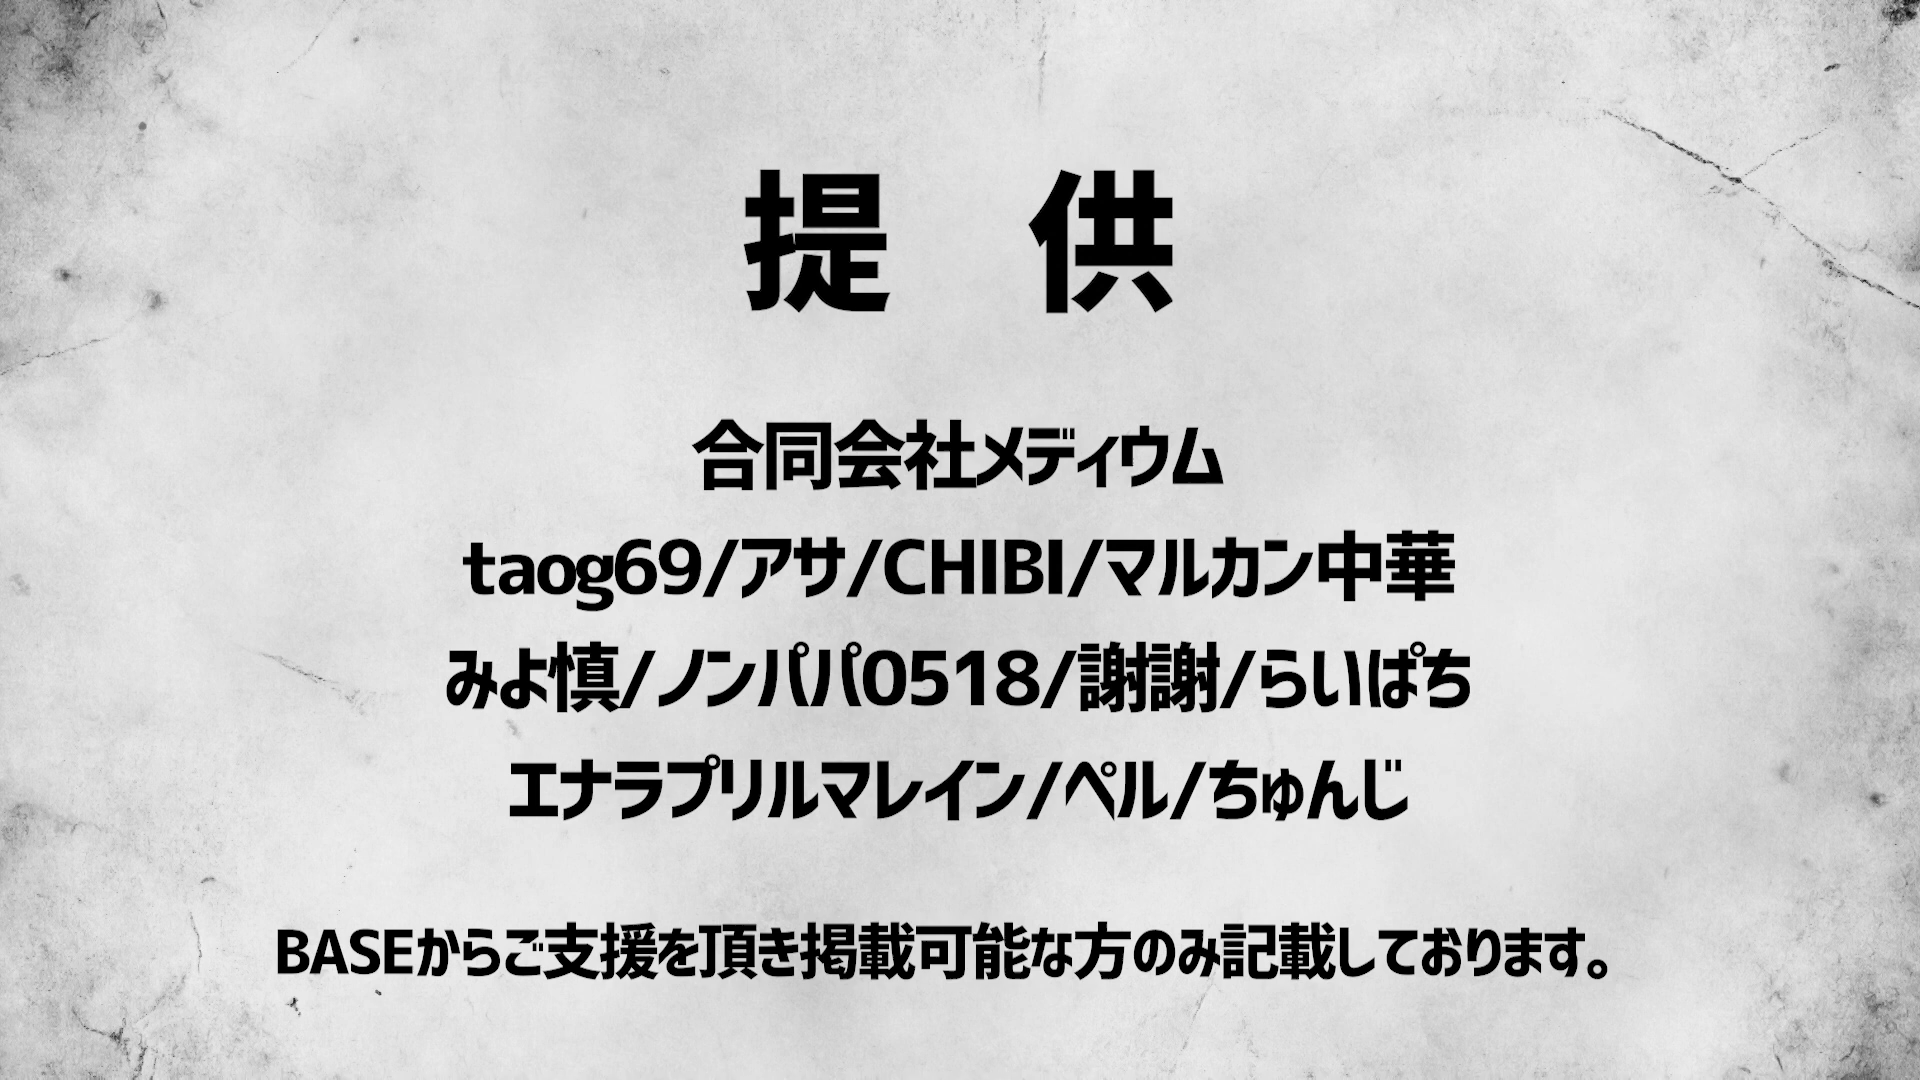 提 供
合同会社メディウム
taog69/アサ/CHIBI/マルカン中華
みよ慎/ノンパパ0518/謝謝/らいぱち
エナラプリルマレイン/ペル/ちゅんじ
BASEからご支援を頂き掲載可能な方のみ記載しております。